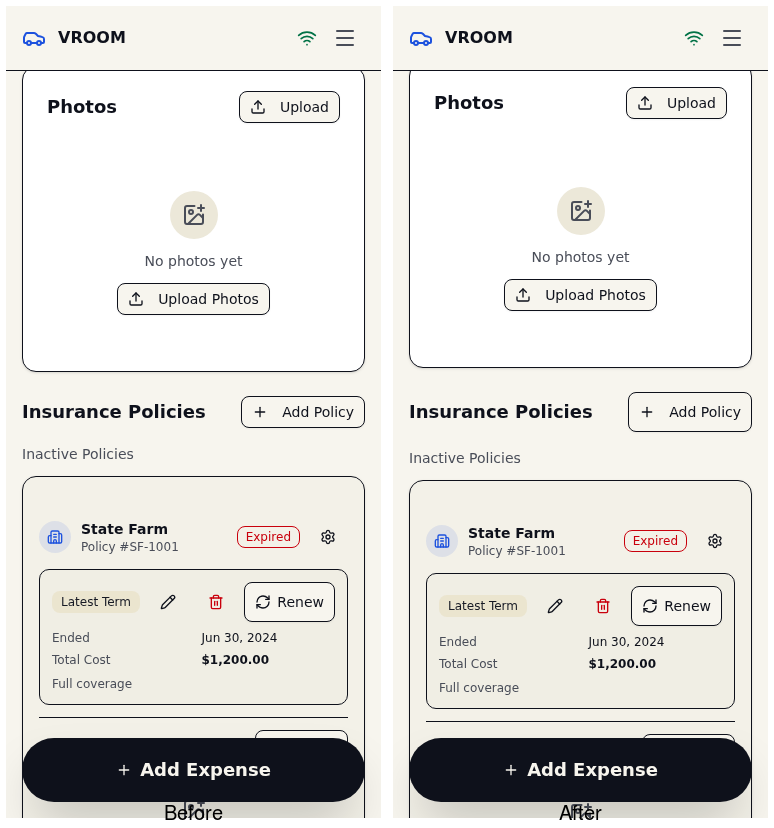 VROOM
Photos
Upload
No photos yet
Upload Photos
Insurance Policies
Add Policy
Inactive Policies
State Farm
Policy #SF-1001
Expired
Latest Term
Renew
Ended Jun 30, 2024
Total Cost $1,200.00
Full coverage
+ Add Expense
Before
VROOM
Photos
Upload
No photos yet
Upload Photos
Insurance Policies
Add Policy
Inactive Policies
State Farm
Policy #SF-1001
Expired
Latest Term
Renew
Ended Jun 30, 2024
Total Cost $1,200.00
Full coverage
+ Add Expense
After